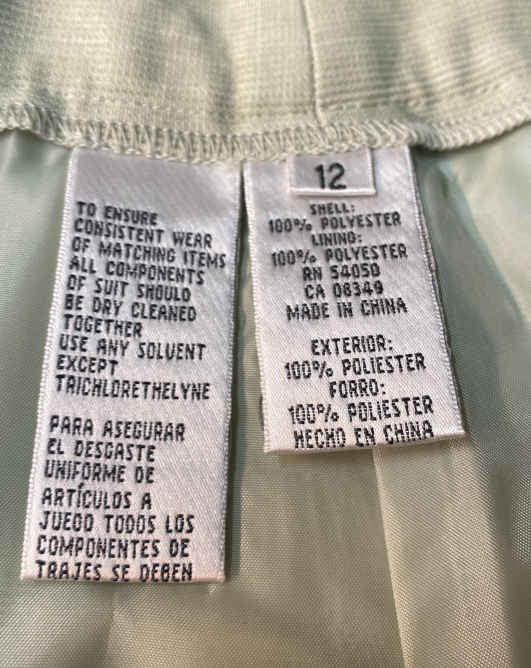 TO ENSURE
CONSISTENT WEAR
OF MATCHING ITEMS
ALL COMPONENTS
OF SUIT SHOULD
BE DRY CLEANED
TOGETHER
USE ANY SOLVENT
EXCEPT
TRICHLORETHELYNE
PARA ASEGURAR
EL DESGASTE
UNIFORME DE
ARTÍCULOS A
JUEGO TODOS LOS
COMPONENTES DE
TRAJES SE DEBEN
12
SHELL:
100% POLYESTER
LINING:
100% POLYESTER
RN 54050
CA 08349
MADE IN CHINA
EXTERIOR:
100% POLIESTER
FORRO:
100% POLIESTER
HECHO EN CHINA